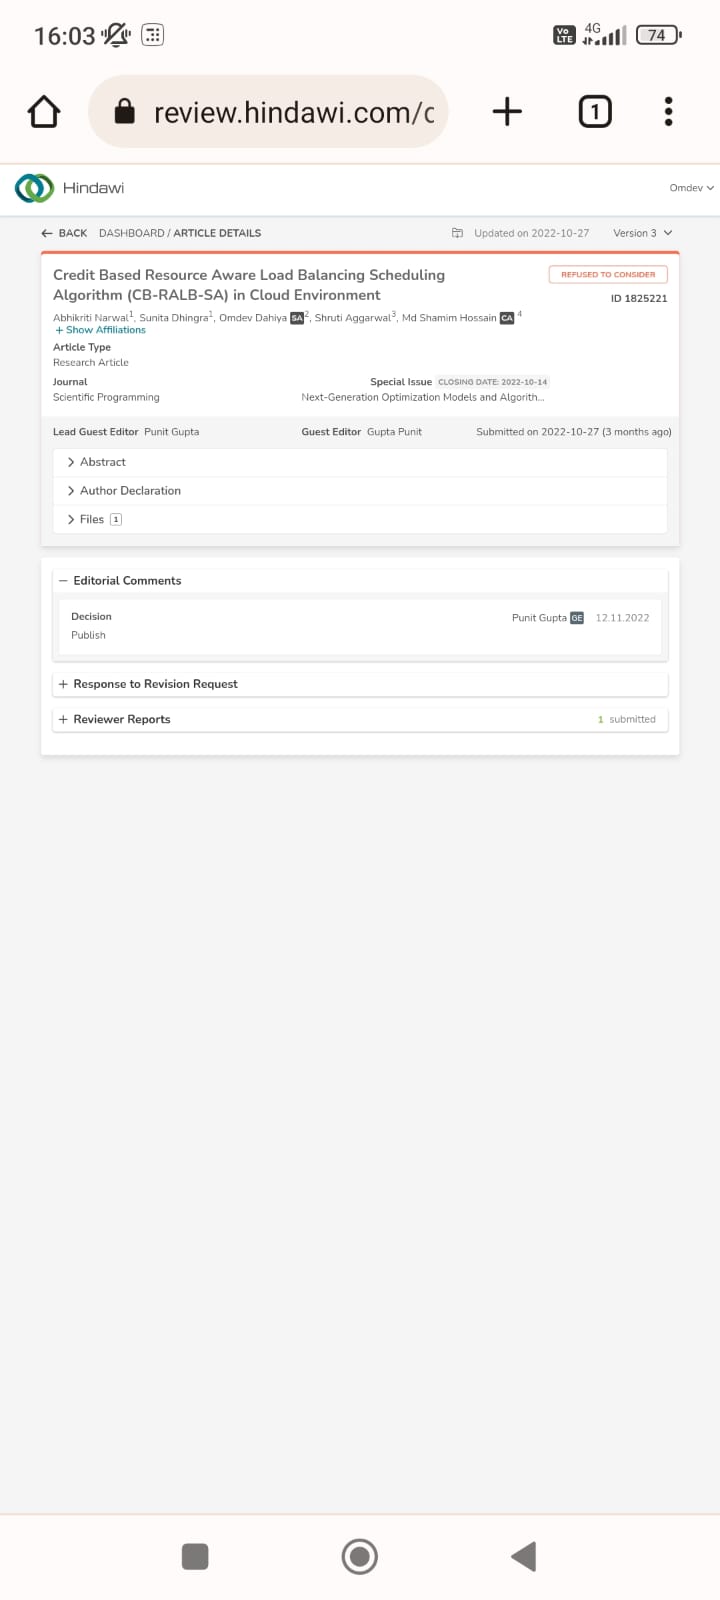 16:03 Vo LTE 4G 74
review.hindawi.com/c 1
Hindawi Omdev
BACK DASHBOARD / ARTICLE DETAILS Updated on 2022-10-27 Version 3
Credit Based Resource Aware Load Balancing Scheduling
Algorithm (CB-RALB-SA) in Cloud Environment
REFUSED TO CONSIDER
ID 1825221
Abhikriti Narwal1, Sunita Dhingra1, Omdev Dahiya SA 2, Shruti Aggarwal3, Md Shamim Hossain CA 4
+ Show Affiliations
Article Type
Research Article
Journal Special Issue CLOSING DATE: 2022-10-14
Scientific Programming Next-Generation Optimization Models and Algorith...
Lead Guest Editor Punit Gupta Guest Editor Gupta Punit Submitted on 2022-10-27 (3 months ago)
> Abstract
> Author Declaration
> Files 1
− Editorial Comments
Decision Punit Gupta GE 12.11.2022
Publish
+ Response to Revision Request
+ Reviewer Reports 1 submitted